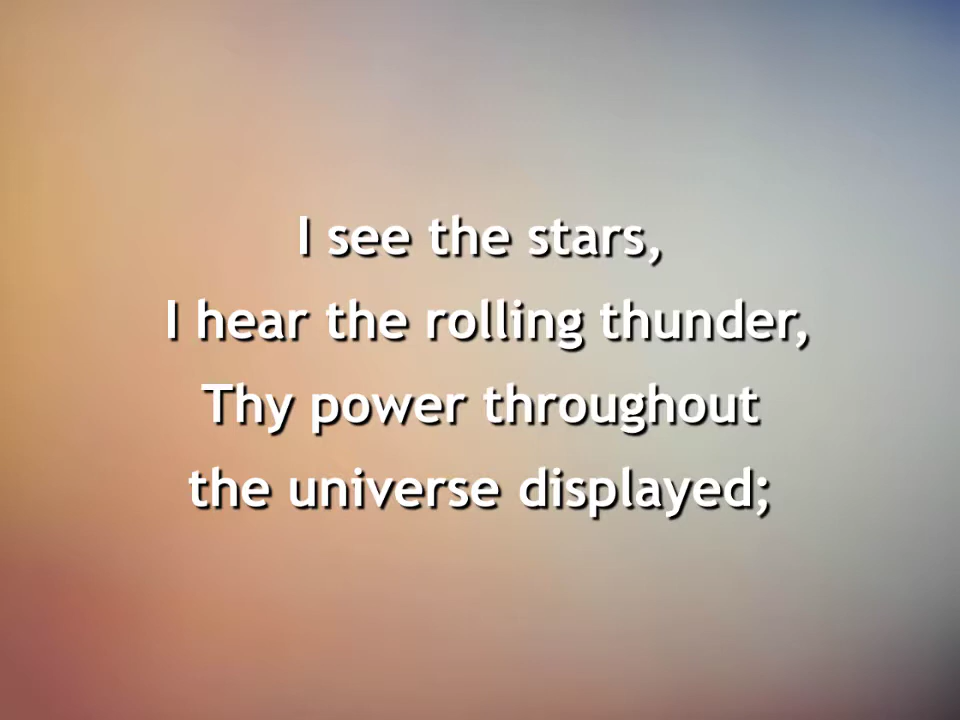 I see the stars,
I hear the rolling thunder,
Thy power throughout
the universe displayed;